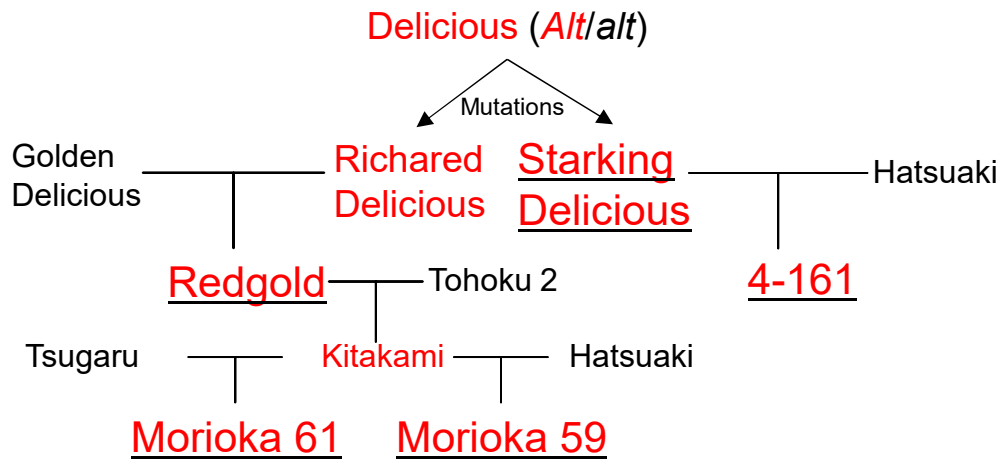 Delicious (Alt/alt)
Mutations
Golden
Delicious
Richared
Delicious
Starking
Delicious
Hatsuaki
Redgold
Tohoku 2
4-161
Tsugaru
Kitakami
Hatsuaki
Morioka 61
Morioka 59